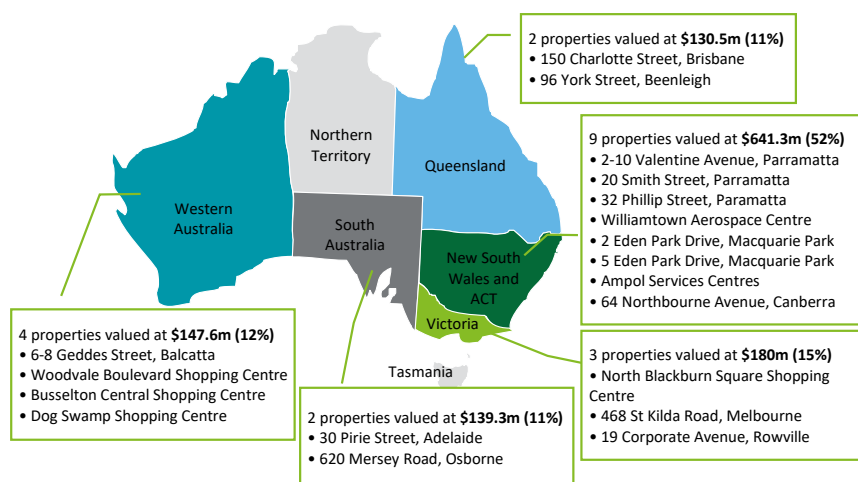 2 properties valued at $130.5m (11%)
• 150 Charlotte Street, Brisbane
• 96 York Street, Beenleigh
9 properties valued at $641.3m (52%)
• 2-10 Valentine Avenue, Parramatta
• 20 Smith Street, Parramatta
• 32 Phillip Street, Paramatta
• Williamtown Aerospace Centre
• 2 Eden Park Drive, Macquarie Park
• 5 Eden Park Drive, Macquarie Park
• Ampol Services Centres
• 64 Northbourne Avenue, Canberra
Northern
Territory
Queensland
Western
Australia
South
Australia
New South
Wales and
ACT
Victoria
Tasmania
4 properties valued at $147.6m (12%)
• 6-8 Geddes Street, Balcatta
• Woodvale Boulevard Shopping Centre
• Busselton Central Shopping Centre
• Dog Swamp Shopping Centre
2 properties valued at $139.3m (11%)
• 30 Pirie Street, Adelaide
• 620 Mersey Road, Osborne
3 properties valued at $180m (15%)
• North Blackburn Square Shopping
Centre
• 468 St Kilda Road, Melbourne
• 19 Corporate Avenue, Rowville